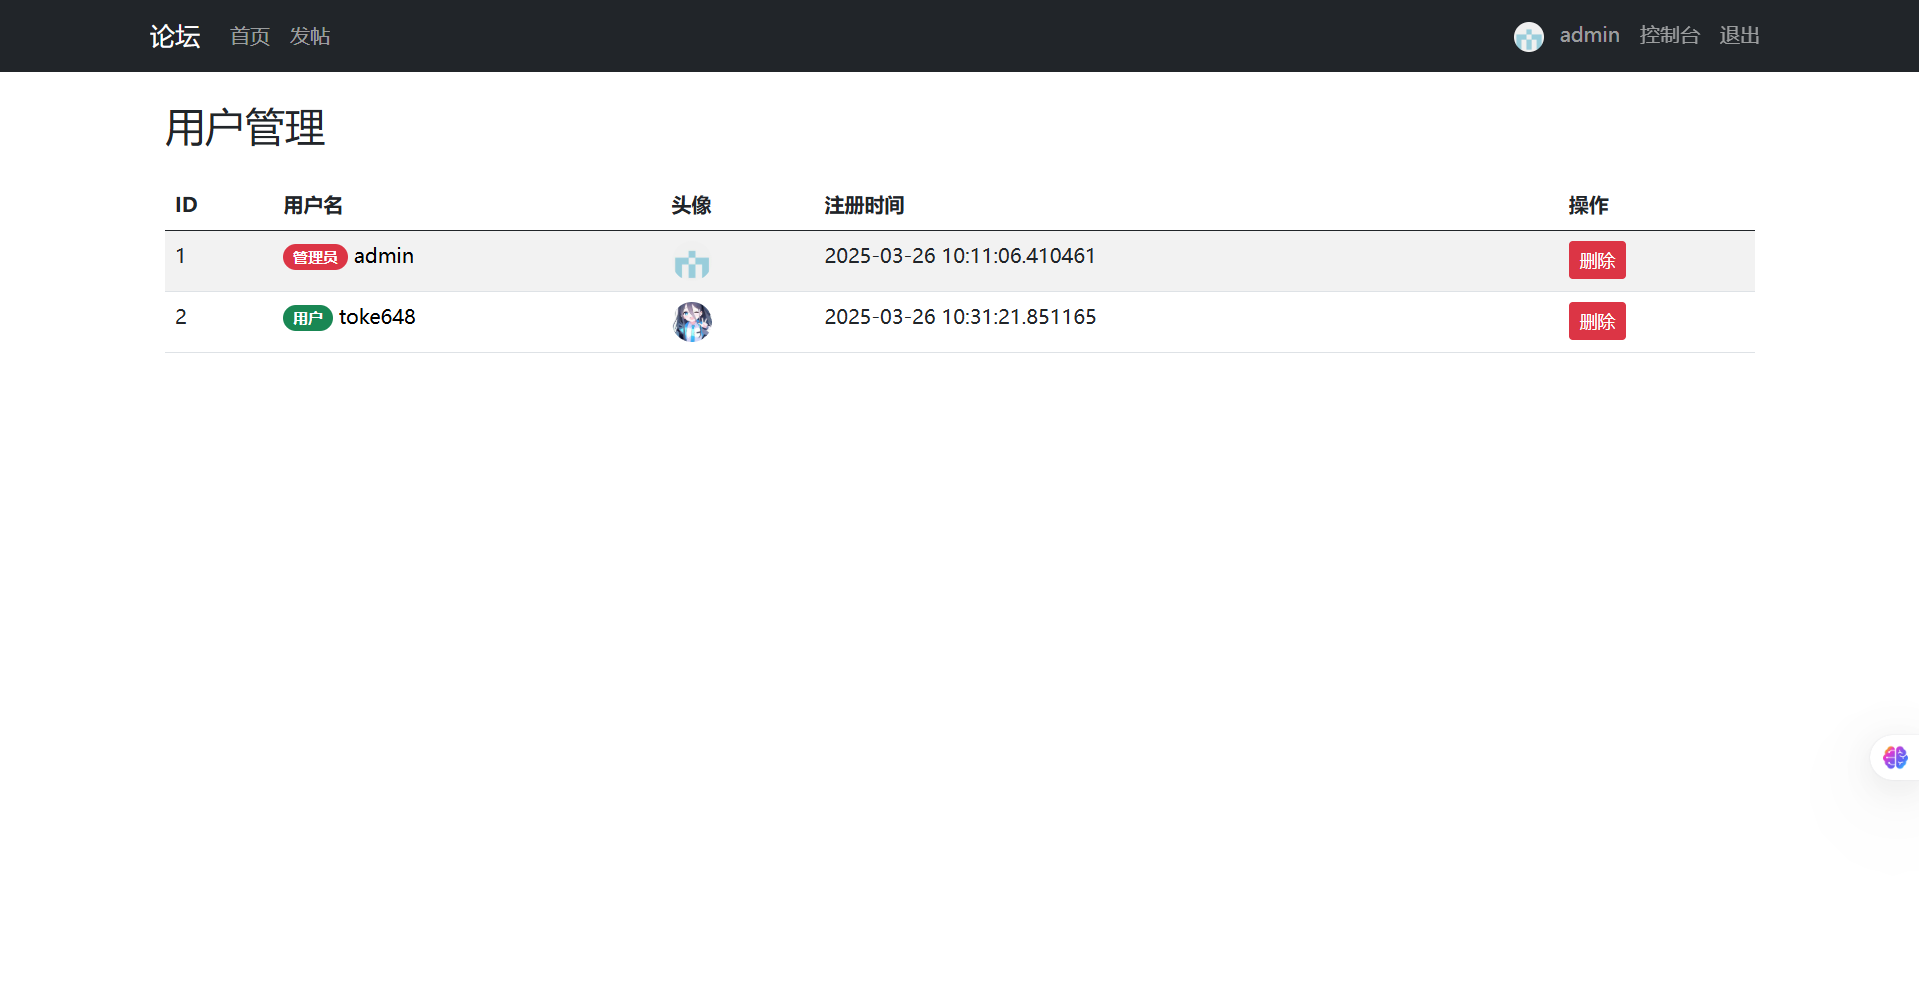 论坛 首页 发帖 admin 控制台 退出
用户管理
ID 用户名 头像 注册时间 操作
1 管理员 admin 2025-03-26 10:11:06.410461 删除
2 用户 toke648 2025-03-26 10:31:21.851165 删除